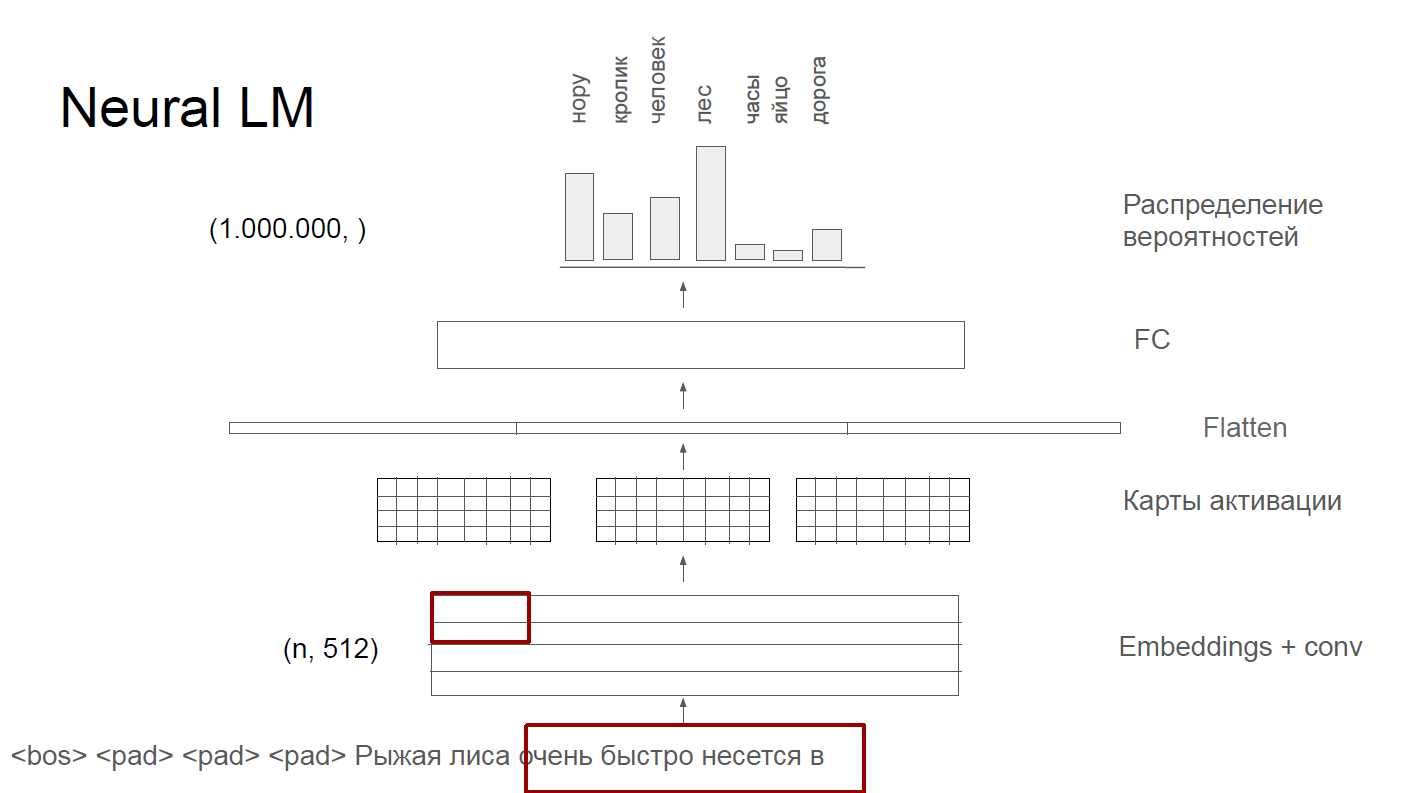 Neural LM
нору
кролик
человек
лес
часы
яйцо
дорога
(1.000.000, )
Распределение
вероятностей
FC
Flatten
Карты активации
(n, 512)
Embeddings + conv
<bos> <pad> <pad> <pad> Рыжая лиса очень быстро несется в